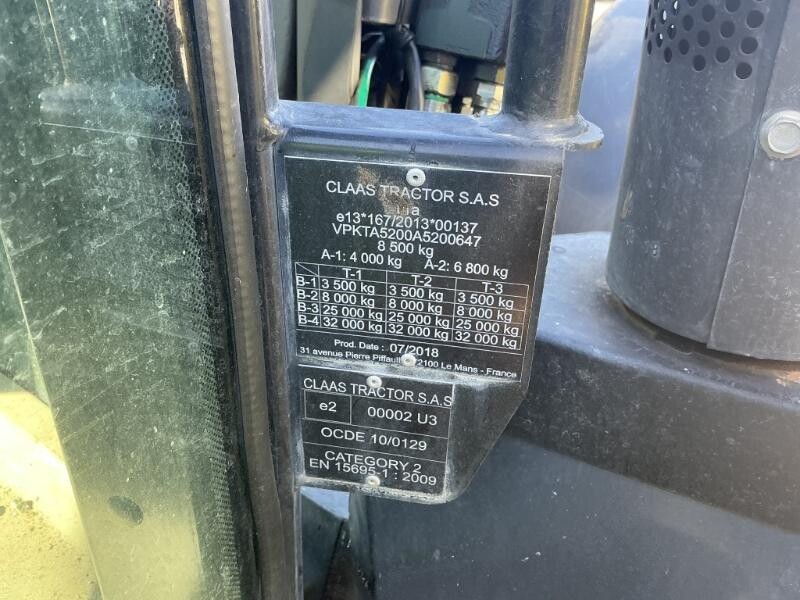 CLAAS TRACTOR S.A.S
e13*167/2013*00137
VPKTA5200A5200647
8 500 kg
A-1: 4 000 kg A-2: 6 800 kg
T-1 T-2 T-3
B-1 3 500 kg 3 500 kg 3 500 kg
B-2 8 000 kg 8 000 kg 8 000 kg
B-3 25 000 kg 25 000 kg 25 000 kg
B-4 32 000 kg 32 000 kg 32 000 kg
Prod. Date : 07/2018
31 avenue Pierre Le Mans - France
CLAAS TRACTOR S.A.S
e2 00002 U3
OCDE 10/0129
CATEGORY 2
EN 15695-1 : 2009